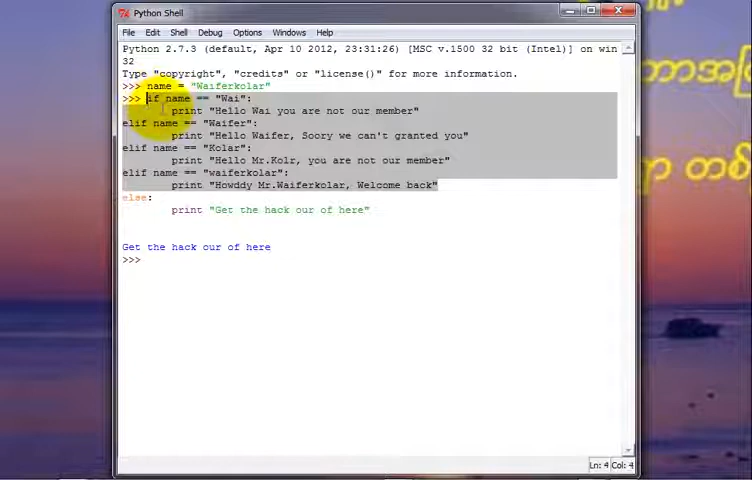 Python Shell
File Edit Shell Debug Options Windows Help
Python 2.7.3 (default, Apr 10 2012, 23:31:26) [MSC v.1500 32 bit (Intel)] on win
32
Type "copyright", "credits" or "license()" for more information.
>>> name = "Waiferkolar"
>>> if name == "Wai":
print "Hello Wai you are not our member"
elif name == "Waifer":
print "Hello Waifer, Soory we can't granted you"
elif name == "Kolar":
print "Hello Mr.Kolr, you are not our member"
elif name == "waiferkolar":
print "Howddy Mr.Waiferkolar, Welcome back"
else:
print "Get the hack our of here"
Get the hack our of here
>>>
Ln: 4 Col: 4